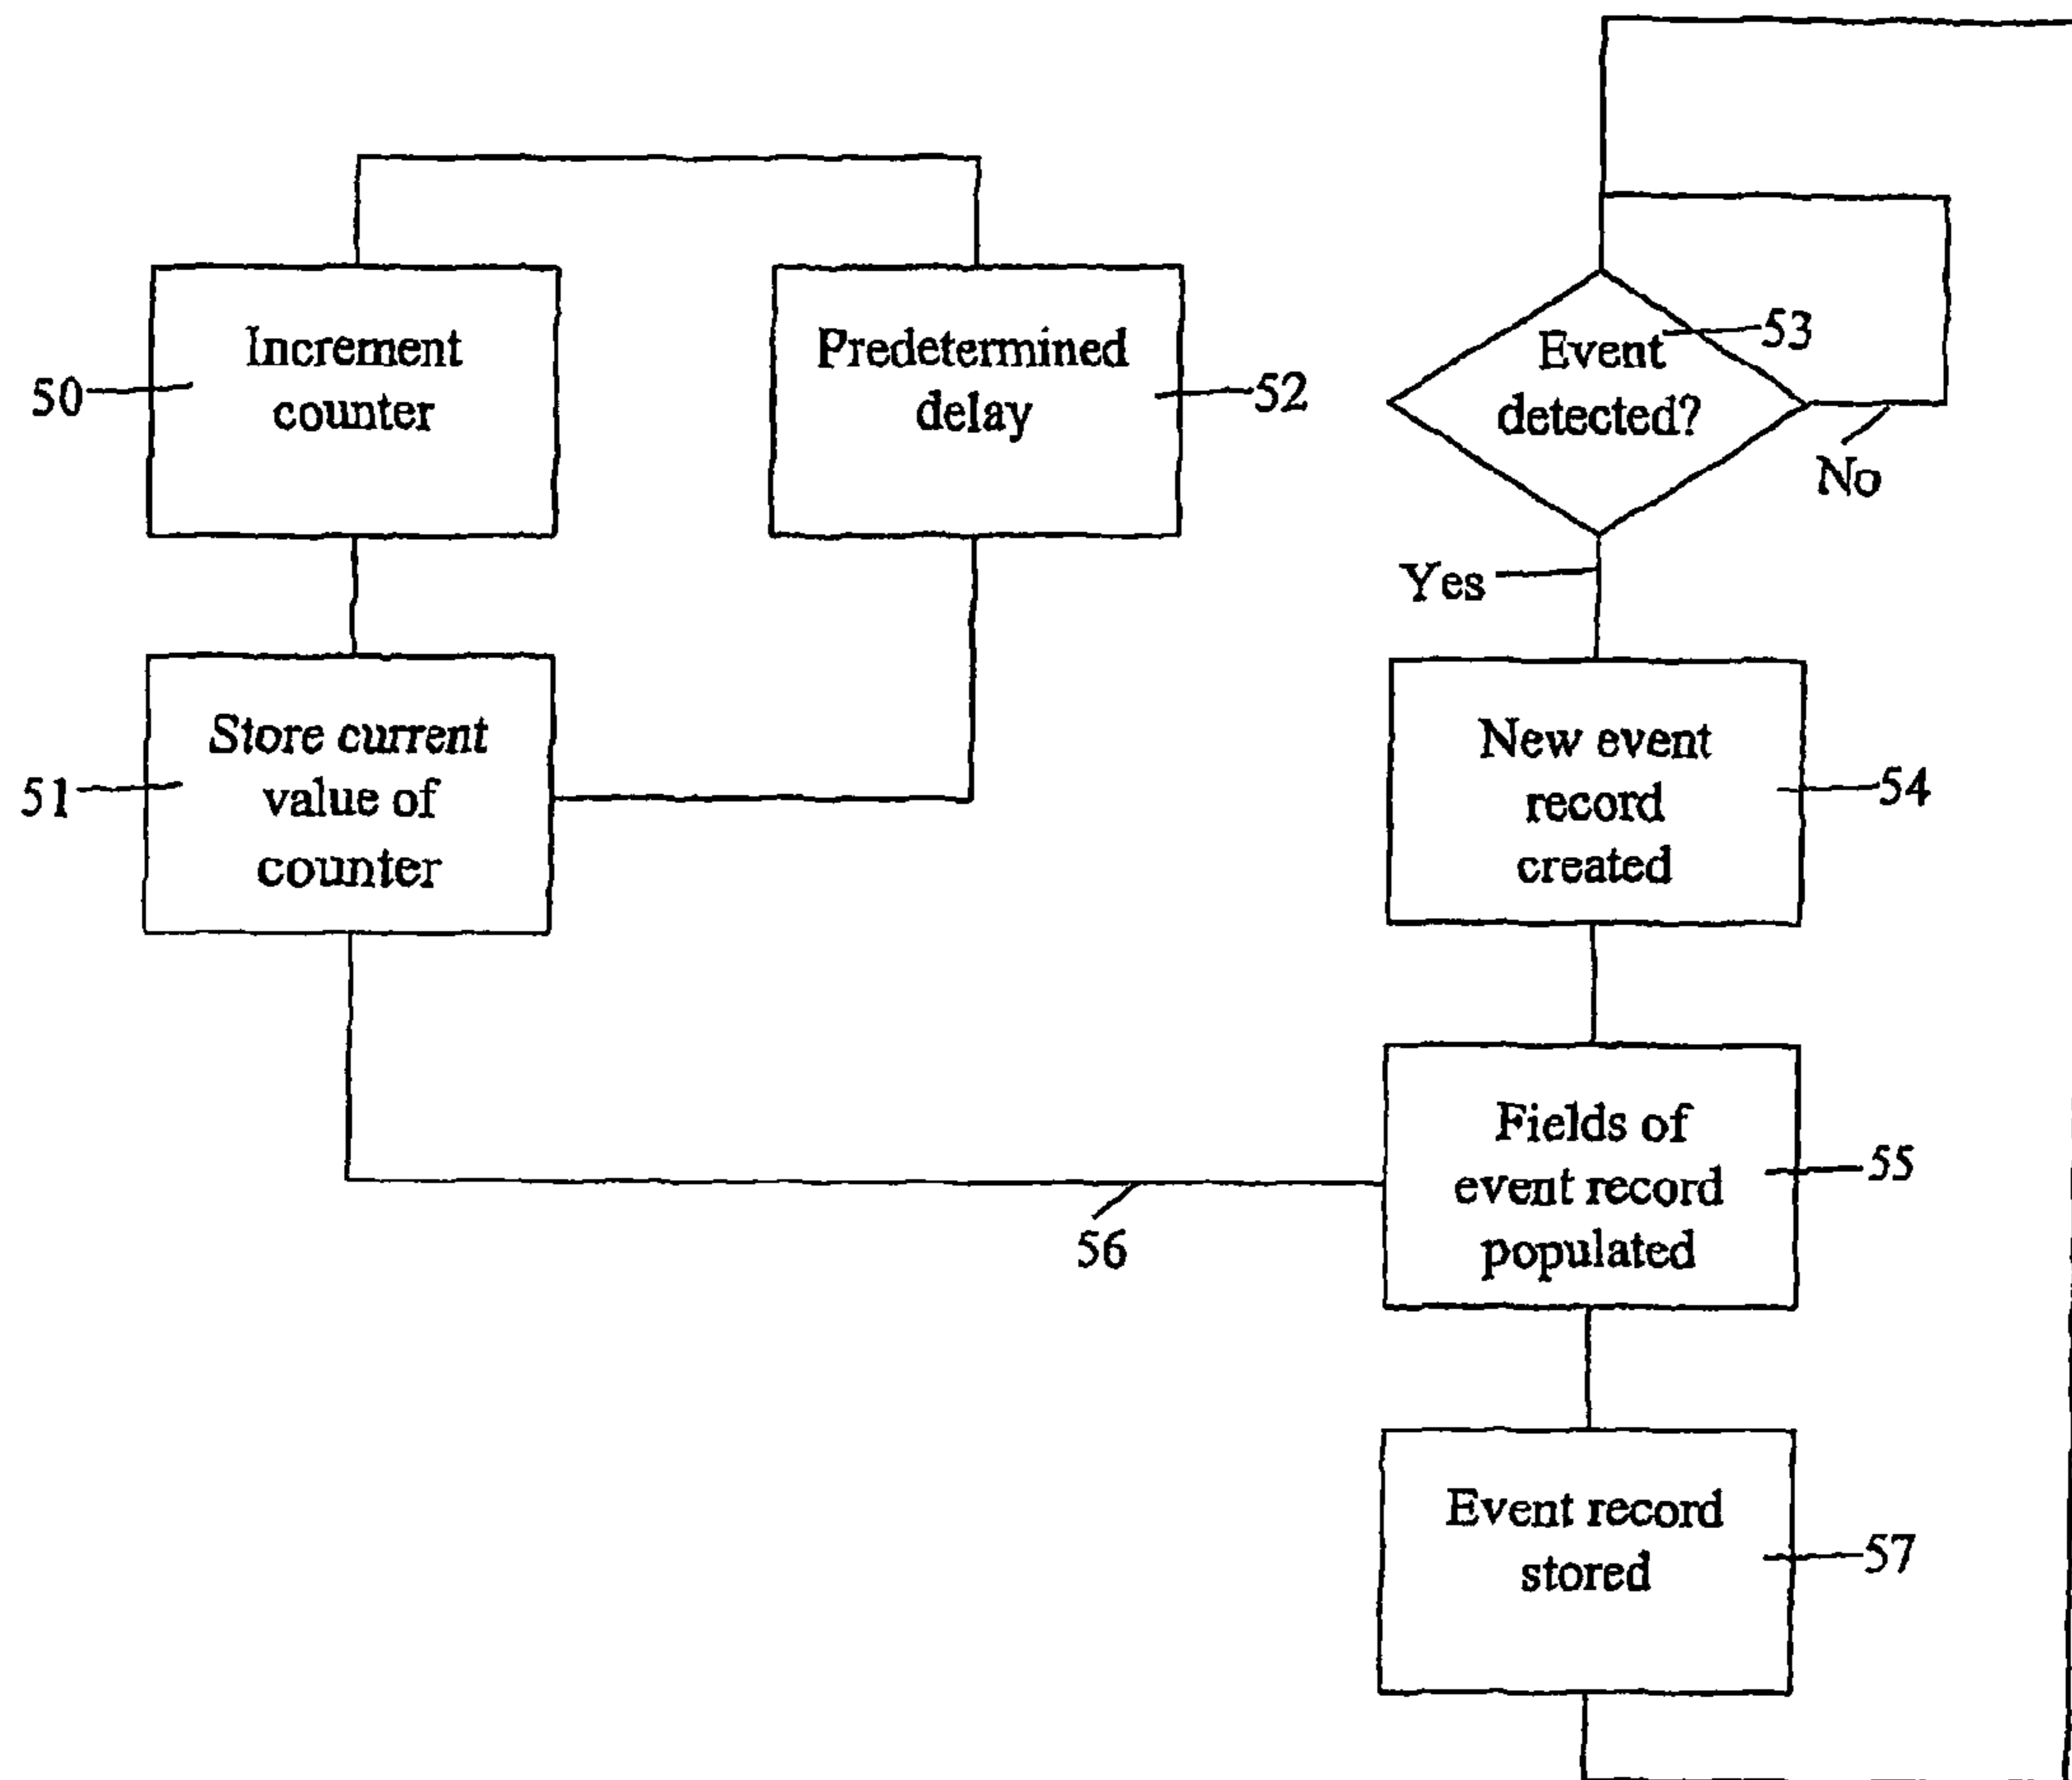 Increment
counter
50
Predetermined
delay
52
Store current
value of
counter
51
Event
detected?
53
No
Yes
New event
record
created
54
Fields of
event record
populated
55
56
Event record
stored
57